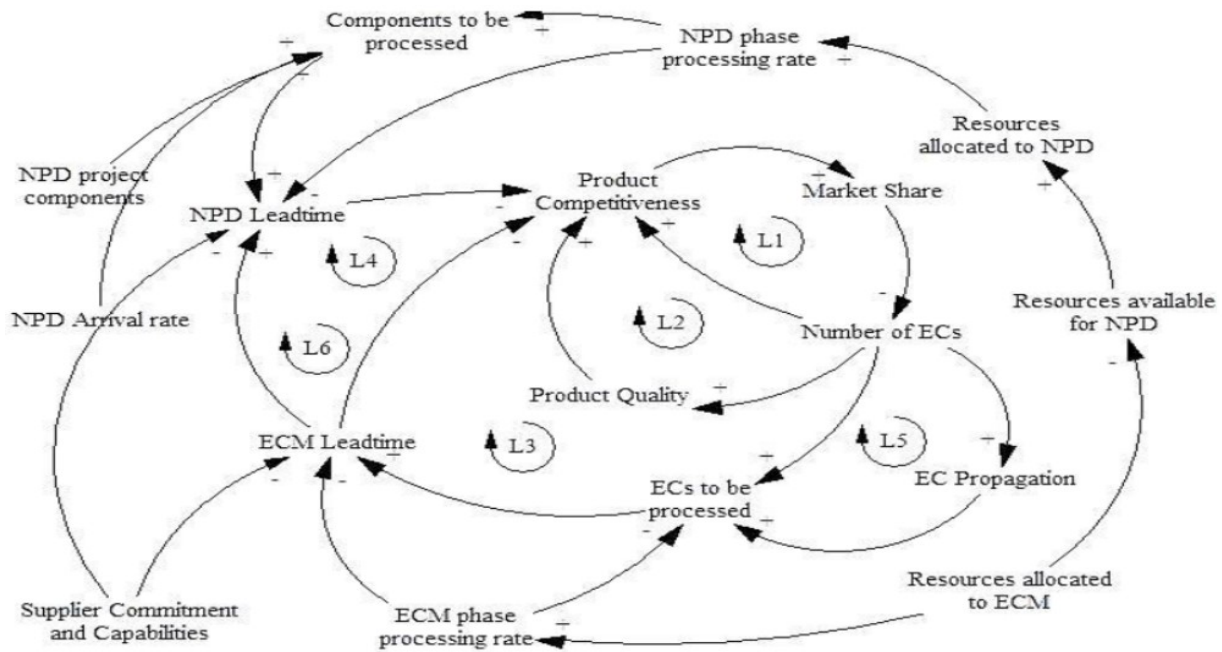 Components to be
processed
NPD phase
processing rate
Resources
allocated to NPD
NPD project
components
Product
Competitiveness
Market Share
NPD Leadtime
L1
L4
NPD Arrival rate
Resources available
for NPD
L2
Number of ECs
L6
Product Quality
ECM Leadtime
L3
L5
ECs to be
processed
EC Propagation
Supplier Commitment
and Capabilities
ECM phase
processing rate
Resources allocated
to ECM